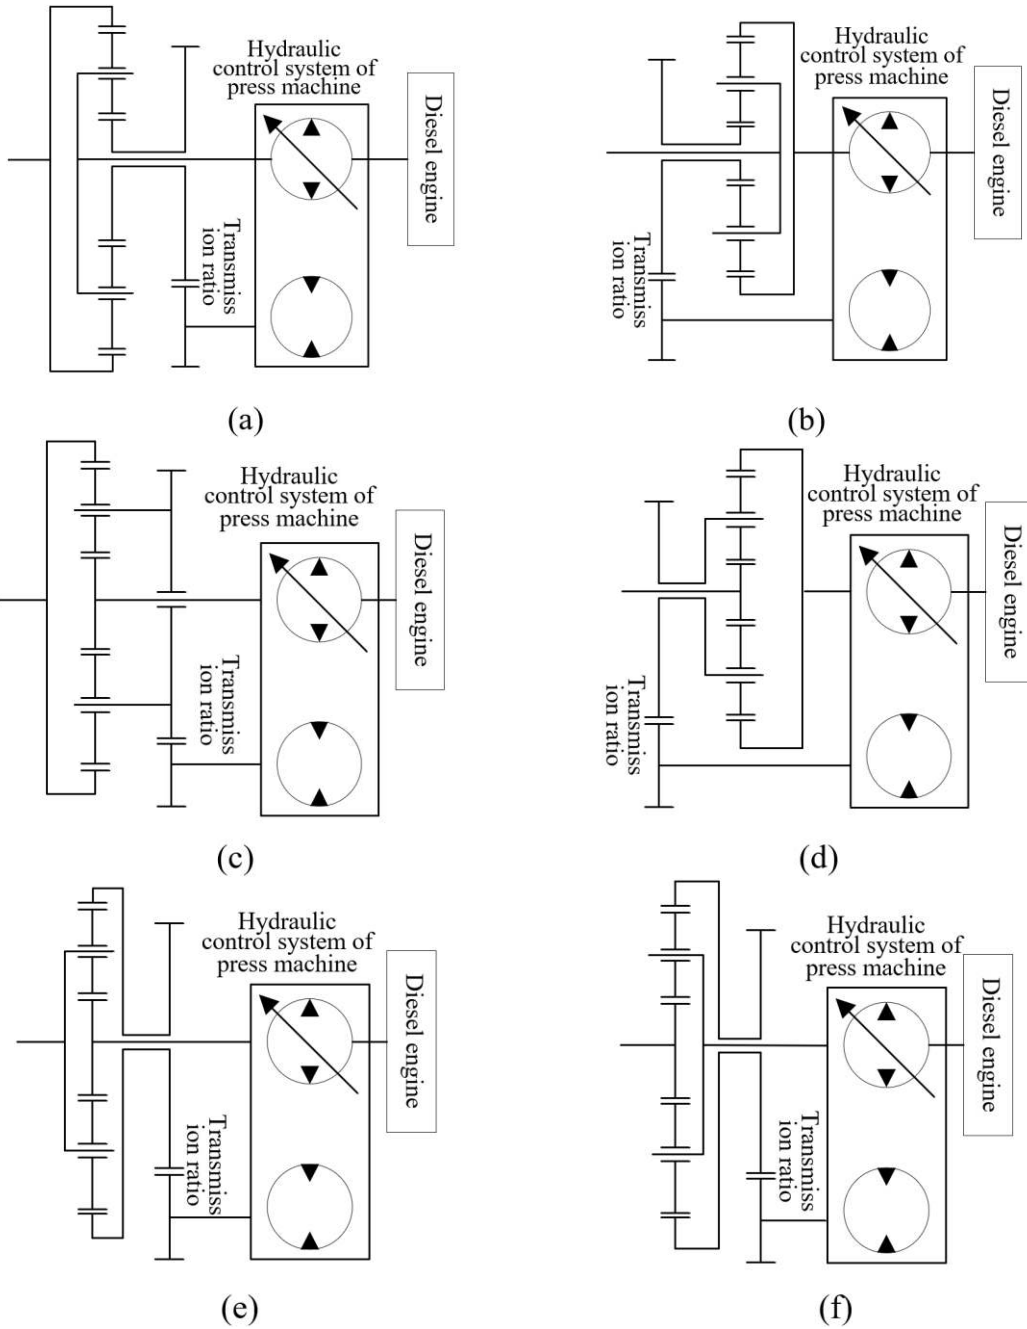 Hydraulic
control system of
press machine
Diesel engine
Transmiss
ion ratio
(a)
Hydraulic
control system of
press machine
Diesel engine
Transmiss
ion ratio
(b)
Hydraulic
control system of
press machine
Diesel engine
Transmiss
ion ratio
(c)
Hydraulic
control system of
press machine
Diesel engine
Transmiss
ion ratio
(d)
Hydraulic
control system of
press machine
Diesel engine
Transmiss
ion ratio
(e)
Hydraulic
control system of
press machine
Diesel engine
Transmiss
ion ratio
(f)